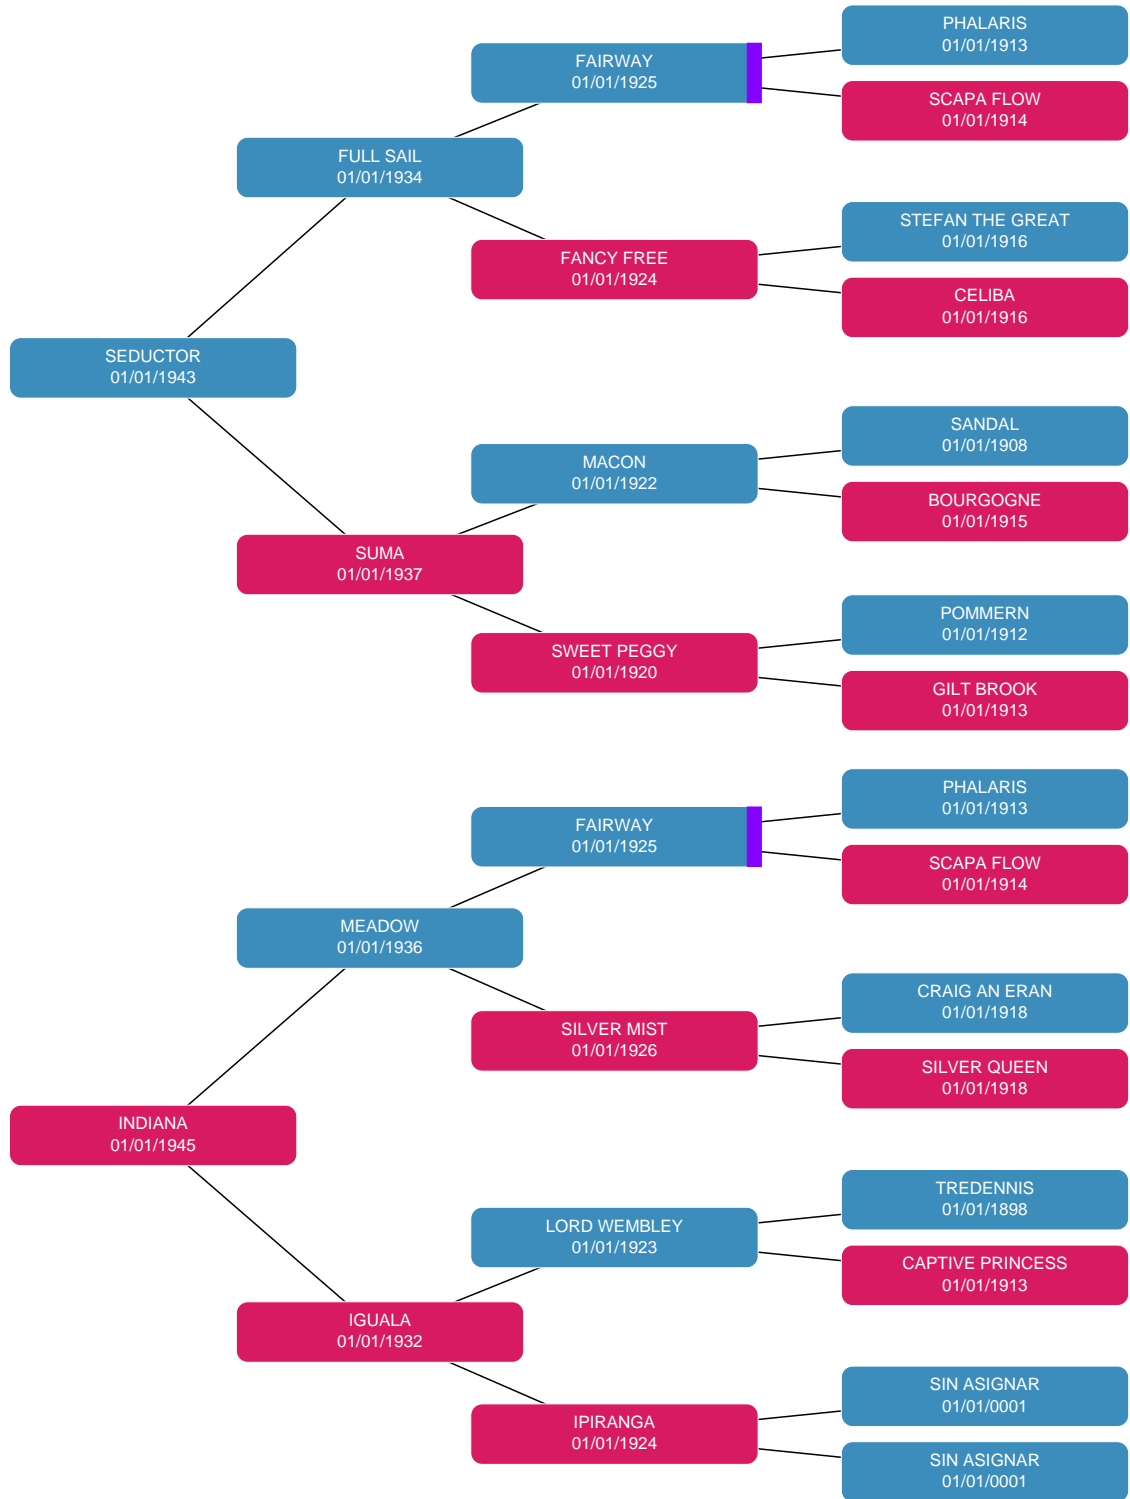 PHALARIS
01/01/1913
FAIRWAY
01/01/1925
SCAPA FLOW
01/01/1914
FULL SAIL
01/01/1934
STEFAN THE GREAT
01/01/1916
FANCY FREE
01/01/1924
CELIBA
01/01/1916
SEDUCTOR
01/01/1943
SANDAL
01/01/1908
MACON
01/01/1922
BOURGOGNE
01/01/1915
SUMA
01/01/1937
POMMERN
01/01/1912
SWEET PEGGY
01/01/1920
GILT BROOK
01/01/1913
PHALARIS
01/01/1913
FAIRWAY
01/01/1925
SCAPA FLOW
01/01/1914
MEADOW
01/01/1936
CRAIG AN ERAN
01/01/1918
SILVER MIST
01/01/1926
SILVER QUEEN
01/01/1918
INDIANA
01/01/1945
TREDENNIS
01/01/1898
LORD WEMBLEY
01/01/1923
CAPTIVE PRINCESS
01/01/1913
IGUALA
01/01/1932
SIN ASIGNAR
01/01/0001
IPIRANGA
01/01/1924
SIN ASIGNAR
01/01/0001